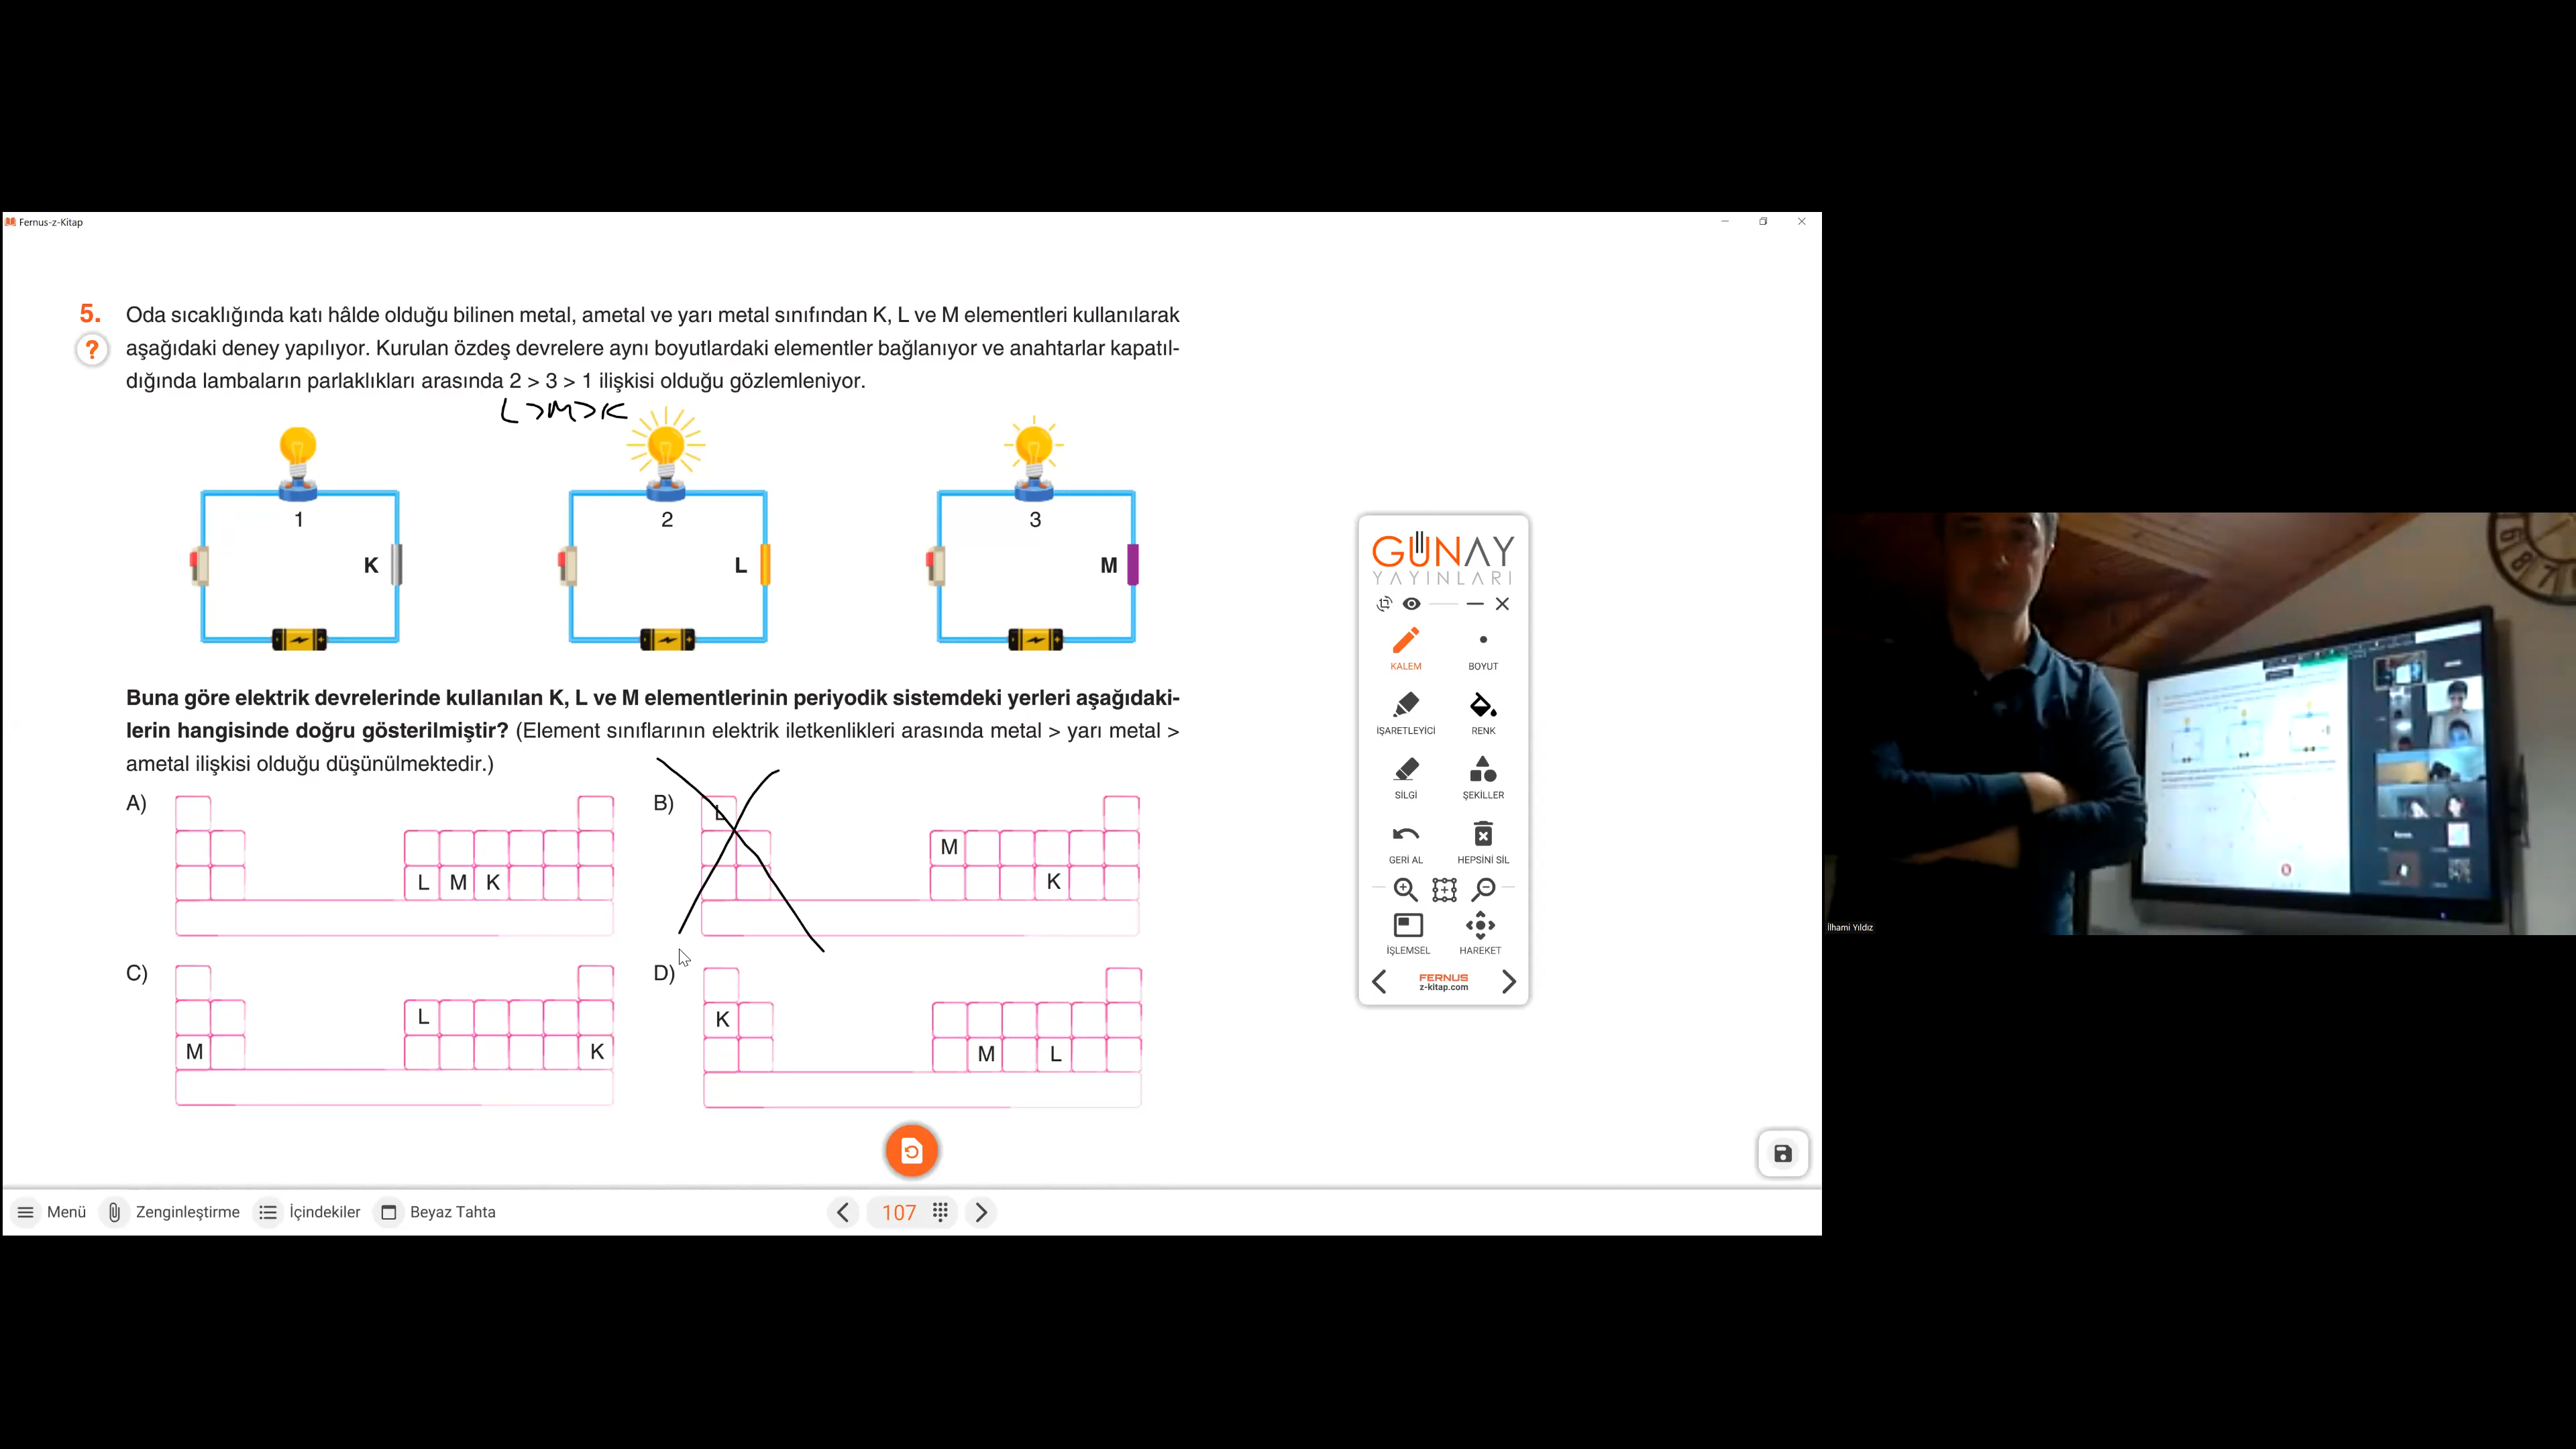 Fernus-z-Kitap
5. Oda sıcaklığında katı hâlde olduğu bilinen metal, ametal ve yarı metal sınıfından K, L ve M elementleri kullanılarak
? aşağıdaki deney yapılıyor. Kurulan özdeş devrelere aynı boyutlardaki elementler bağlanıyor ve anahtarlar kapatıl-
dığında lambaların parlaklıkları arasında 2 > 3 > 1 ilişkisi olduğu gözlemleniyor.
L > M > K
1 2 3
K L M
Buna göre elektrik devrelerinde kullanılan K, L ve M elementlerinin periyodik sistemdeki yerleri aşağıdaki-
lerin hangisinde doğru gösterilmiştir? (Element sınıflarının elektrik iletkenlikleri arasında metal > yarı metal >
ametal ilişkisi olduğu düşünülmektedir.)
A)
L M K
B)
L
M
K
C)
L
M K
D)
K
M L
GÜNAY
YAYINLARI
KALEM BOYUT
İŞARETLEYİCİ RENK
SİLGİ ŞEKİLLER
GERİ AL HEPSİNİ SİL
İŞLEMSEL HAREKET
FERNUS
z-kitap.com
Menü Zenginleştirme İçindekiler Beyaz Tahta 107
İlhami Yıldız